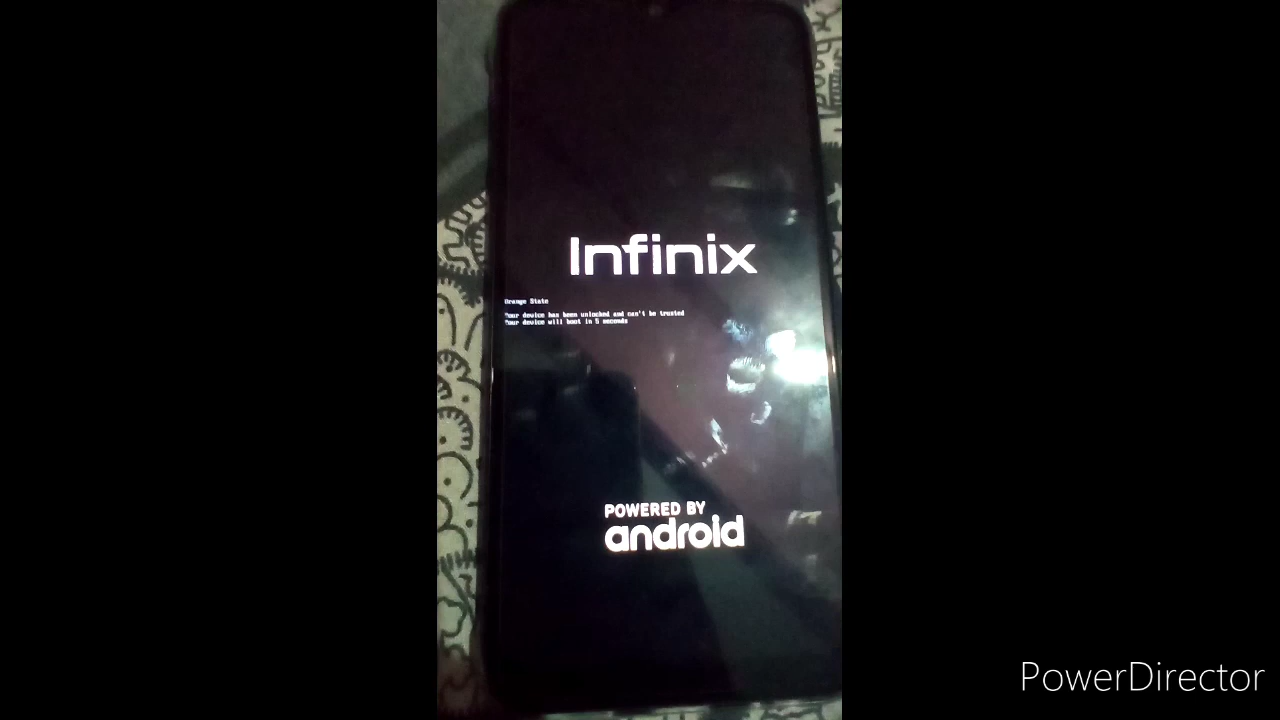 Infinix
Orange State
Your device has been unlocked and can't be trusted
Your device will boot in 5 seconds
POWERED BY
android
PowerDirector